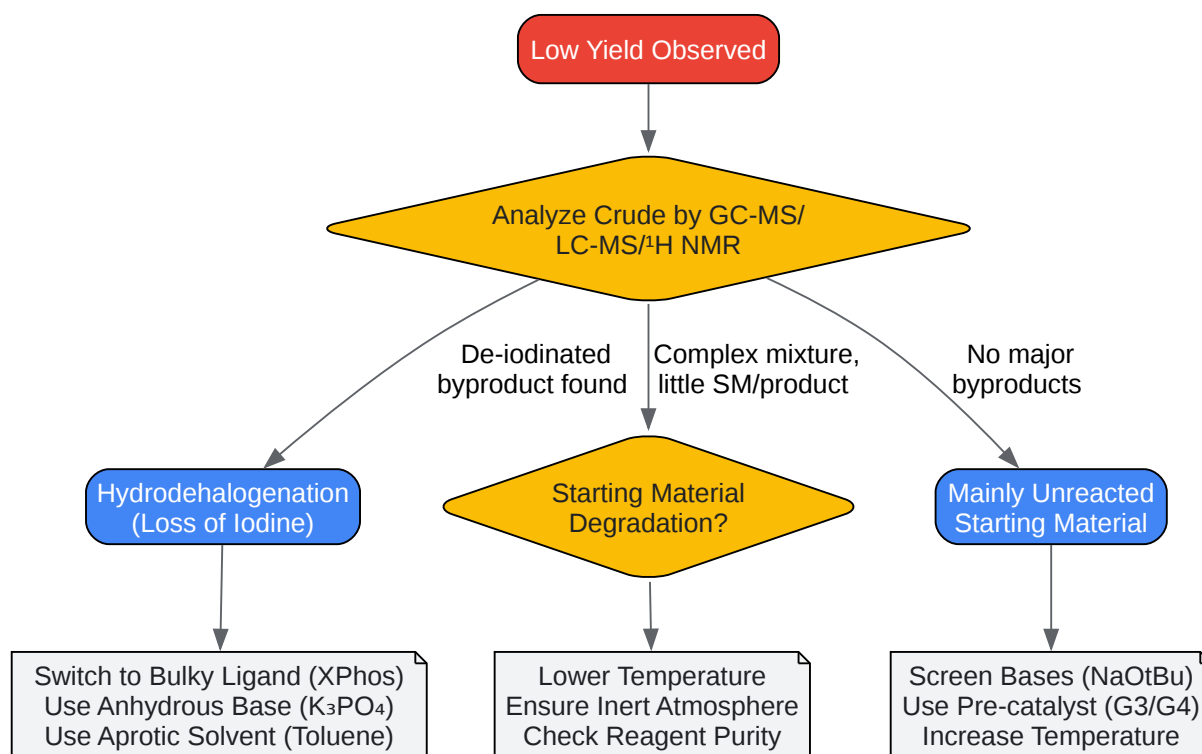 Low Yield Observed
Analyze Crude by GC-MS/
LC-MS/¹H NMR
De-iodinated
byproduct found
Complex mixture,
little SM/product
No major
byproducts
Hydrodehalogenation
(Loss of Iodine)
Starting Material
Degradation?
Mainly Unreacted
Starting Material
Switch to Bulky Ligand (XPhos)
Use Anhydrous Base (K₃PO₄)
Use Aprotic Solvent (Toluene)
Lower Temperature
Ensure Inert Atmosphere
Check Reagent Purity
Screen Bases (NaOtBu)
Use Pre-catalyst (G3/G4)
Increase Temperature